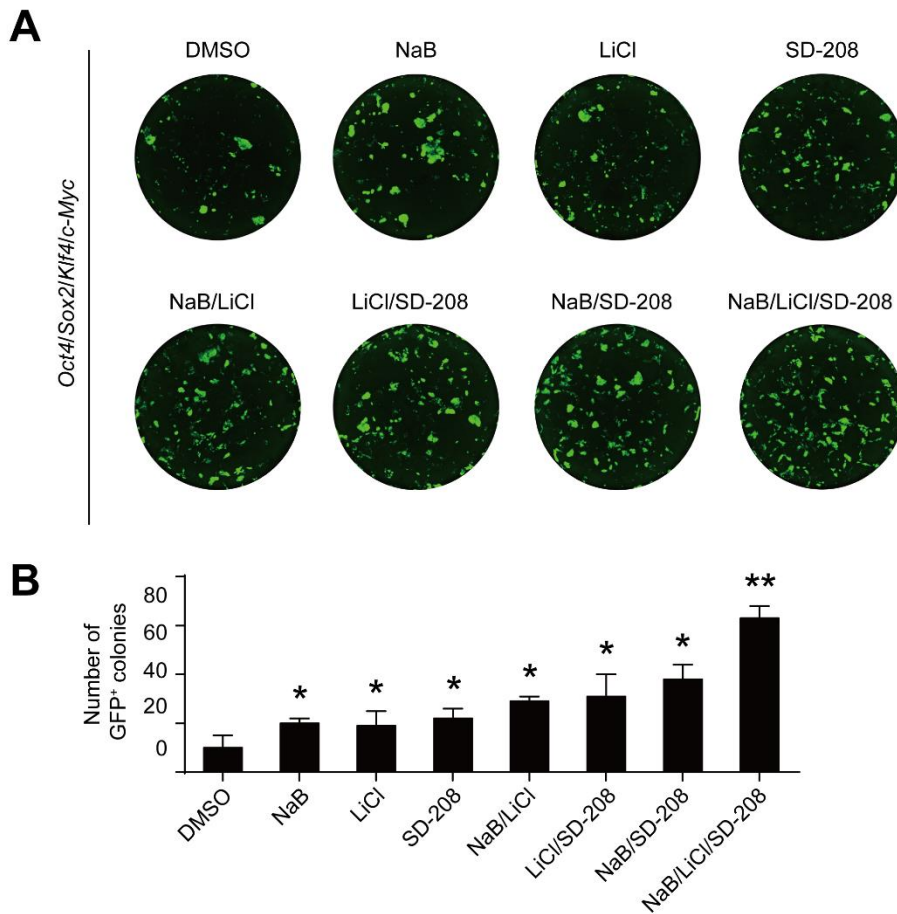 A
DMSO NaB LiCl SD-208
Oct4/Sox2/Klf4/c-Myc
NaB/LiCl LiCl/SD-208 NaB/SD-208 NaB/LiCl/SD-208
B
Number of
GFP⁺ colonies
80
60
40
20
0
* * * * * * **
DMSO NaB LiCl SD-208 NaB/LiCl LiCl/SD-208 NaB/SD-208 NaB/LiCl/SD-208